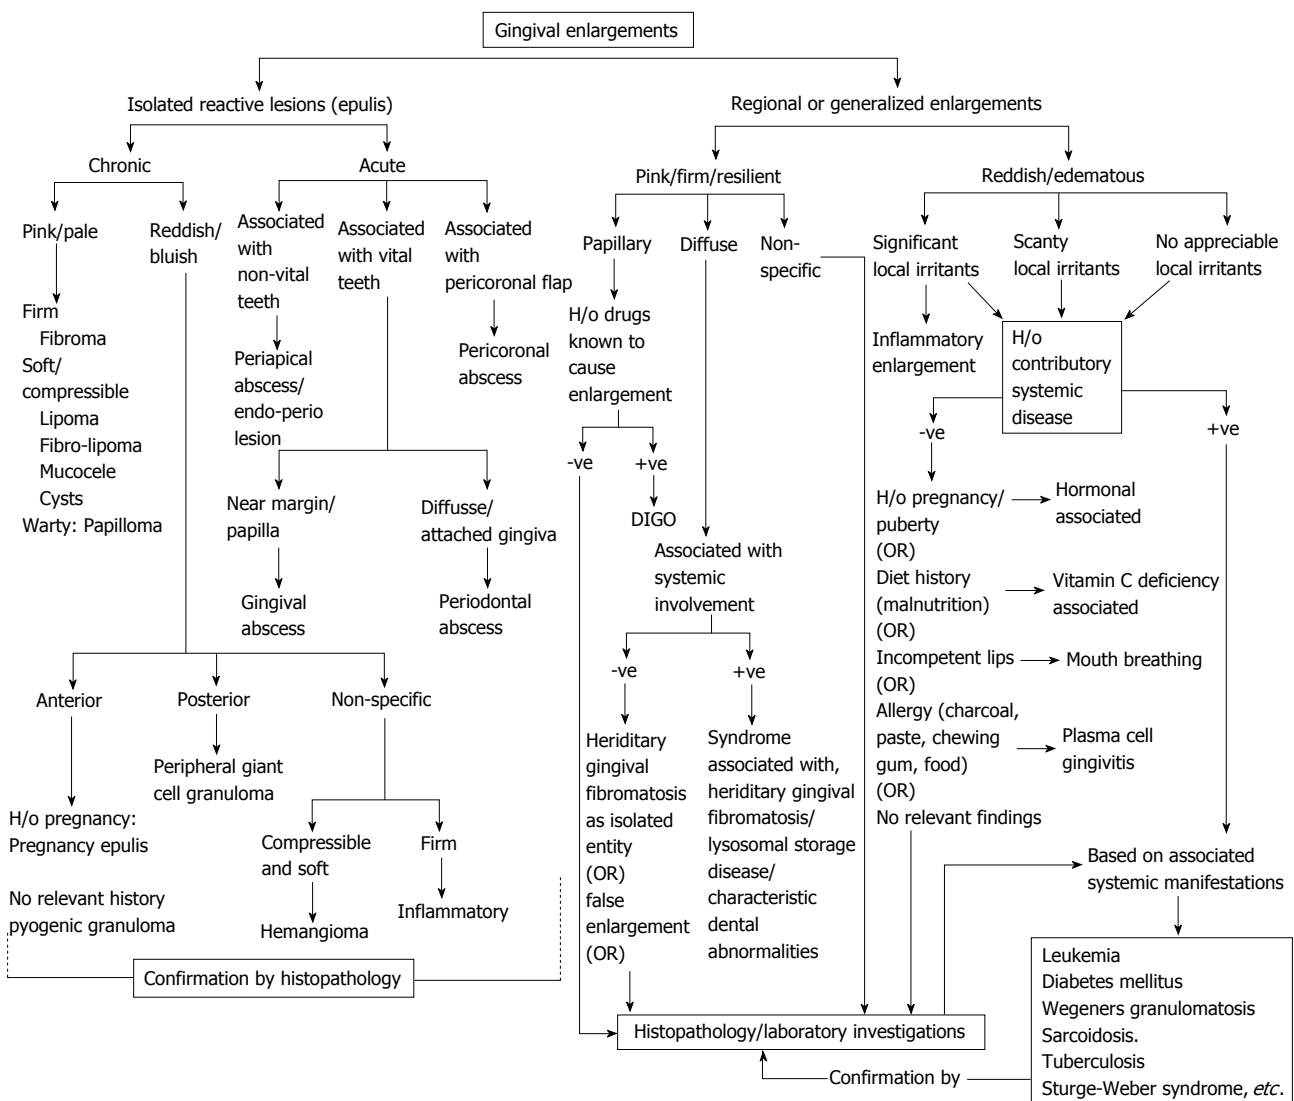 Gingival enlargements
Isolated reactive lesions (epulis)
Regional or generalized enlargements
Chronic
Acute
Pink/firm/resilient
Reddish/edematous
Pink/pale
Reddish/
bluish
Associated
with
non-vital
teeth
Associated
with vital
teeth
Associated
with
pericoronal flap
Papillary
Diffuse
Non-
specific
Significant
local irritants
Scanty
local irritants
No appreciable
local irritants
Firm
Fibroma
Soft/
compressible
Lipoma
Fibro-lipoma
Mucocele
Cysts
Warty: Papilloma
Periapical
abscess/
endo-perio
lesion
Pericoronal
abscess
H/o drugs
known to
cause
enlargement
Inflammatory
enlargement
H/o
contributory
systemic
disease
-ve
+ve
-ve
+ve
DIGO
Near margin/
papilla
Diffusse/
attached gingiva
Gingival
abscess
Periodontal
abscess
Associated with
systemic
involvement
H/o pregnancy/
puberty
(OR)
Diet history
(malnutrition)
(OR)
Incompetent lips
(OR)
Allergy (charcoal,
paste, chewing
gum, food)
(OR)
No relevant findings
Hormonal
associated
Vitamin C deficiency
associated
Mouth breathing
Plasma cell
gingivitis
Anterior
Posterior
Non-specific
-ve
+ve
Peripheral giant
cell granuloma
H/o pregnancy:
Pregnancy epulis
No relevant history
pyogenic granuloma
Compressible
and soft
Firm
Hemangioma
Inflammatory
Heriditary
gingival
fibromatosis
as isolated
entity
(OR)
false
enlargement
(OR)
Syndrome
associated with,
heriditary gingival
fibromatosis/
lysosomal storage
disease/
characteristic
dental
abnormalities
Based on associated
systemic manifestations
Confirmation by histopathology
Histopathology/laboratory investigations
Leukemia
Diabetes mellitus
Wegeners granulomatosis
Sarcoidosis.
Tuberculosis
Sturge-Weber syndrome, etc.
Confirmation by